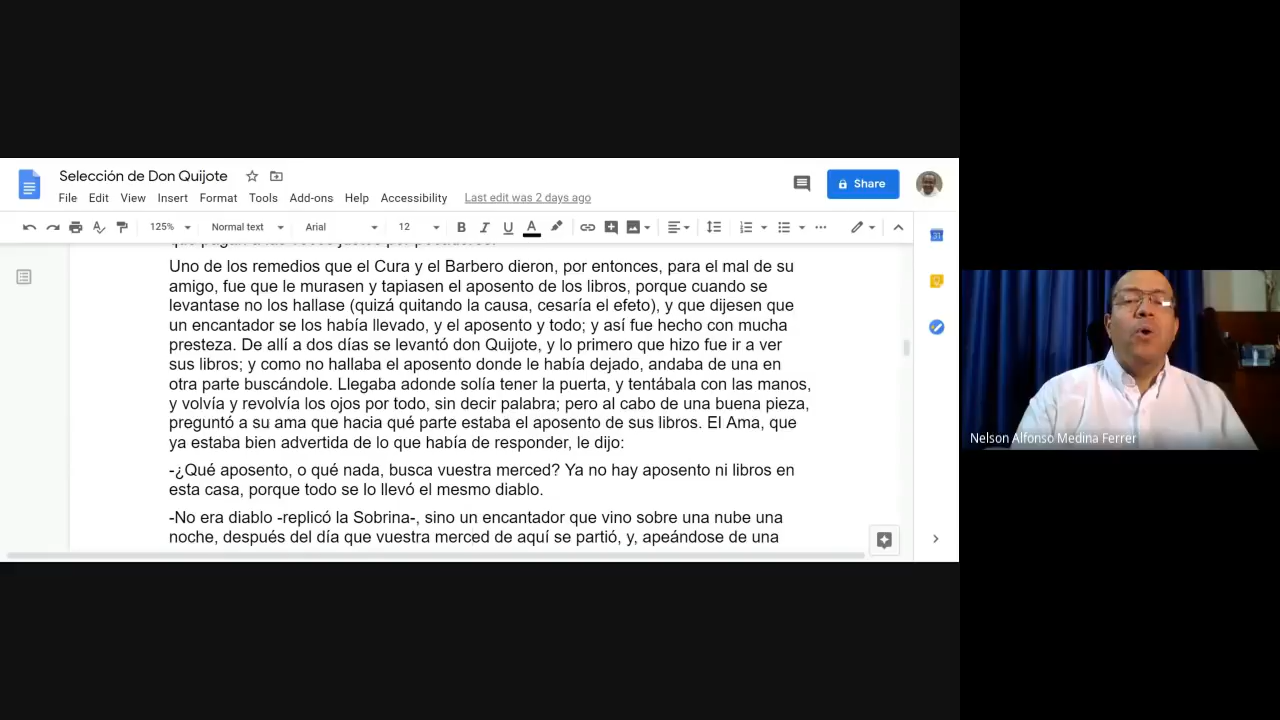 Selección de Don Quijote
File Edit View Insert Format Tools Add-ons Help Accessibility Last edit was 2 days ago
Share
125% Normal text Arial 12 B I U A
31
Uno de los remedios que el Cura y el Barbero dieron, por entonces, para el mal de su
amigo, fue que le murasen y tapiasen el aposento de los libros, porque cuando se
levantase no los hallase (quizá quitando la causa, cesaría el efeto), y que dijesen que
un encantador se los había llevado, y el aposento y todo; y así fue hecho con mucha
presteza. De allí a dos días se levantó don Quijote, y lo primero que hizo fue ir a ver
sus libros; y como no hallaba el aposento donde le había dejado, andaba de una en
otra parte buscándole. Llegaba adonde solía tener la puerta, y tentábala con las manos,
y volvía y revolvía los ojos por todo, sin decir palabra; pero al cabo de una buena pieza,
preguntó a su ama que hacia qué parte estaba el aposento de sus libros. El Ama, que
ya estaba bien advertida de lo que había de responder, le dijo:
-¿Qué aposento, o qué nada, busca vuestra merced? Ya no hay aposento ni libros en
esta casa, porque todo se lo llevó el mesmo diablo.
-No era diablo -replicó la Sobrina-, sino un encantador que vino sobre una nube una
noche, después del día que vuestra merced de aquí se partió, y, apeándose de una
Nelson Alfonso Medina Ferrer